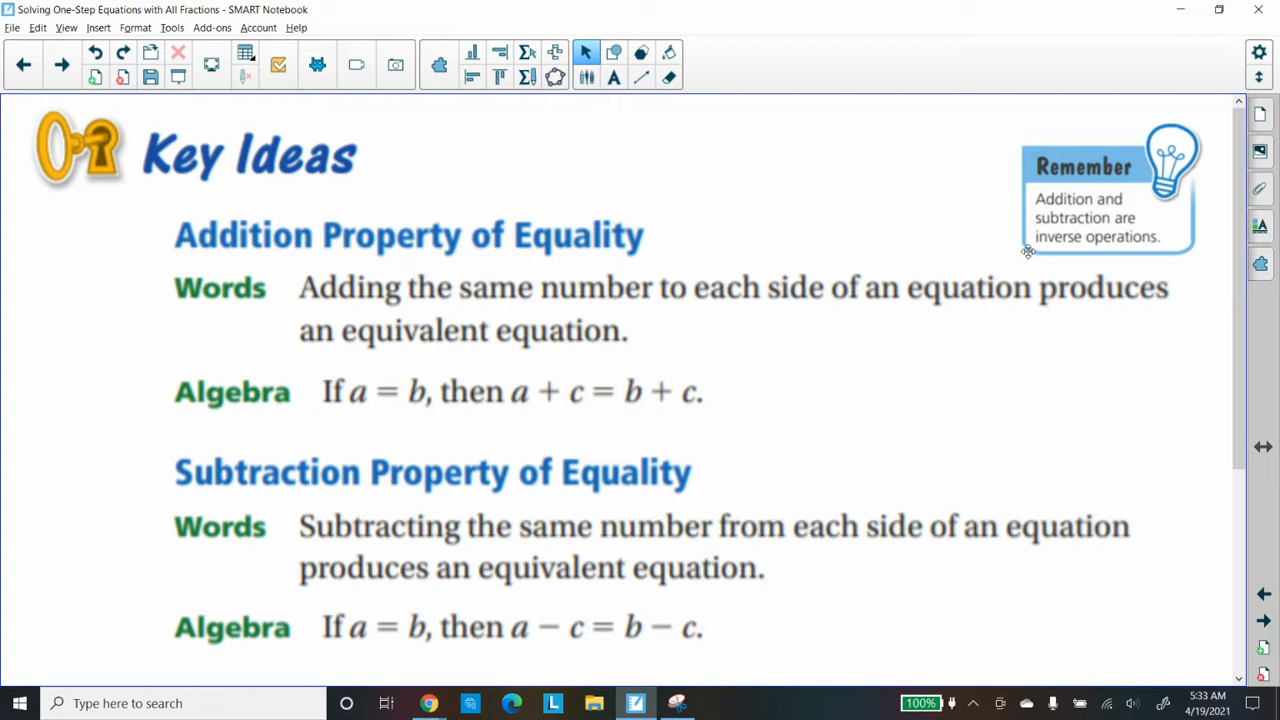 Solving One-Step Equations with All Fractions - SMART Notebook
File Edit View Insert Format Tools Add-ons Account Help
Key Ideas
Remember
Addition and
subtraction are
inverse operations.
Addition Property of Equality
Words Adding the same number to each side of an equation produces
an equivalent equation.
Algebra If a = b, then a + c = b + c.
Subtraction Property of Equality
Words Subtracting the same number from each side of an equation
produces an equivalent equation.
Algebra If a = b, then a − c = b − c.
Type here to search
100%
5:33 AM
4/19/2021